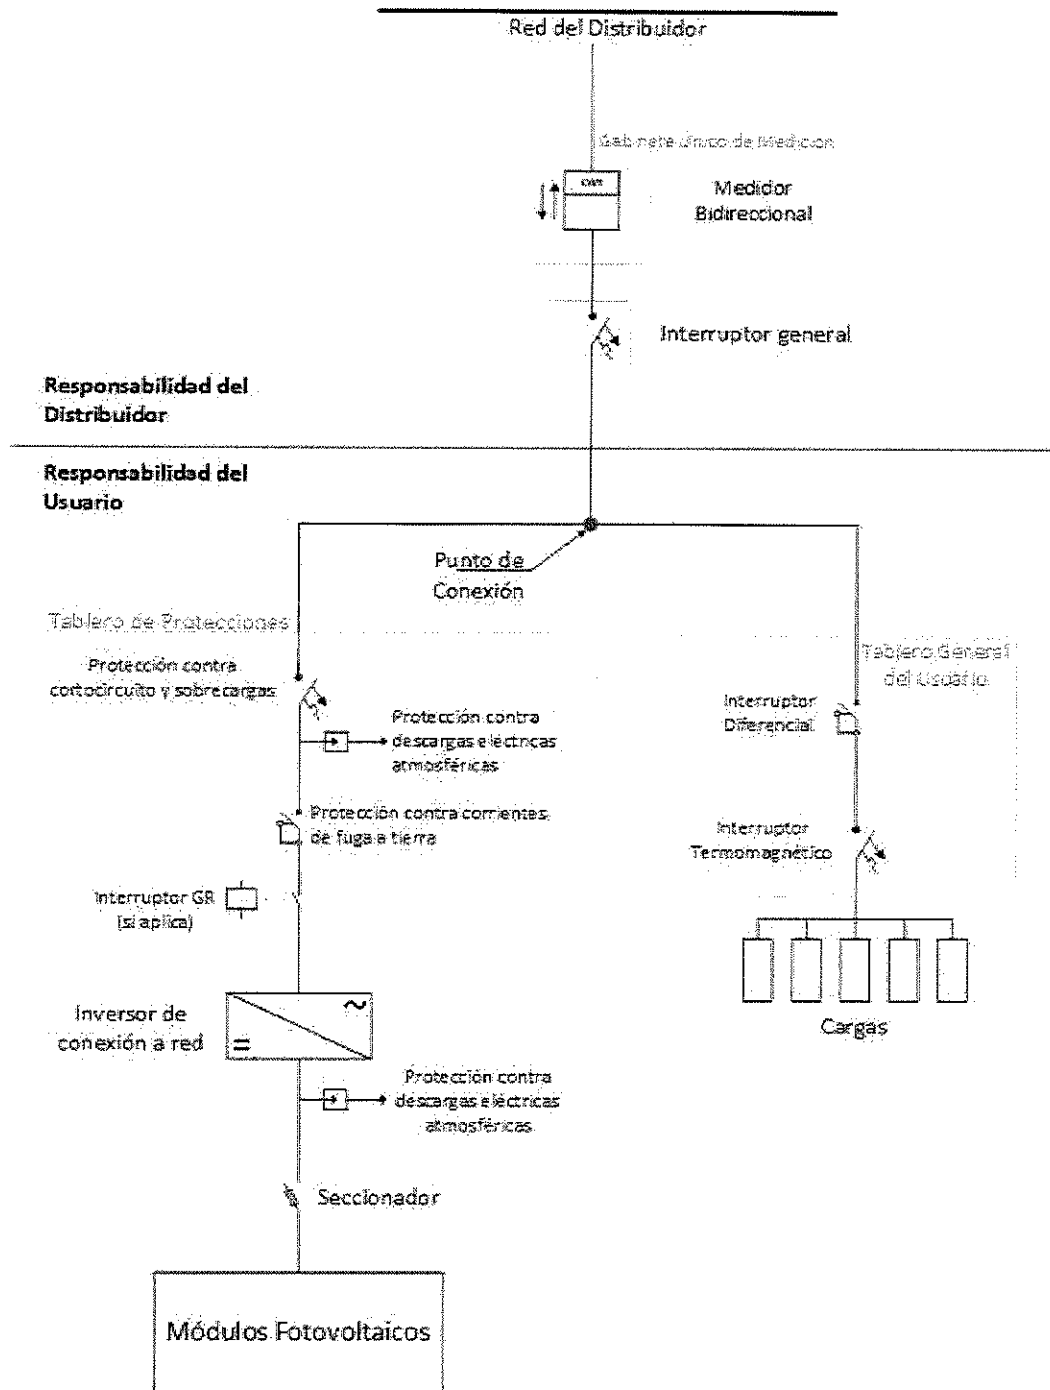 Red del Distribuidor
Gabinete Único de Medición
kWh
Medidor
Bidireccional
Interruptor general
Responsabilidad del
Distribuidor
Responsabilidad del
Usuario
Punto de
Conexión
Tablero de Protecciones
Protección contra
cortocircuito y sobrecargas
Protección contra
descargas eléctricas
atmosféricas
Protección contra corrientes
de fuga a tierra
Interruptor GR
(si aplica)
Inversor de
conexión a red
~
=
Protección contra
descargas eléctricas
atmosféricas
Seccionador
Módulos Fotovoltaicos
Tablero General
del Usuario
Interruptor
Diferencial
Interruptor
Termomagnético
Cargas